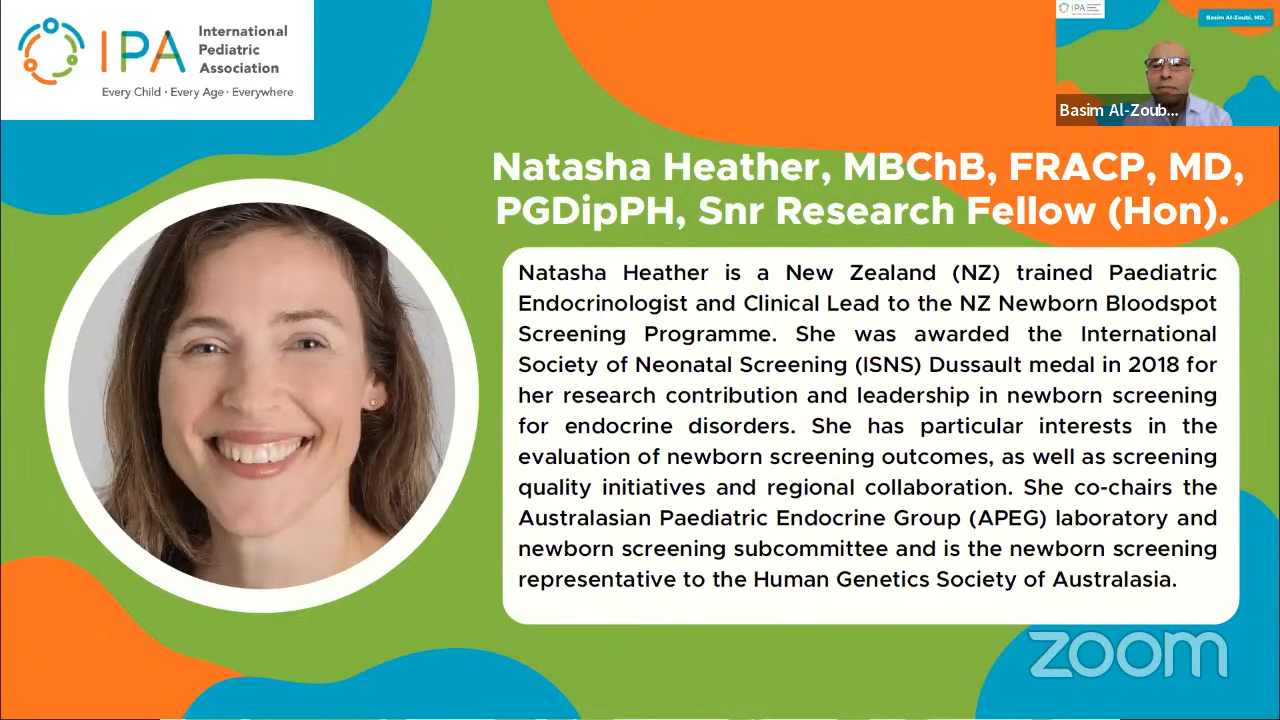 IPA
International
Pediatric
Association
Every Child · Every Age · Everywhere
Basim Al-Zoubi, MD.
Basim Al-Zoub...
Natasha Heather, MBChB, FRACP, MD,
PGDipPH, Snr Research Fellow (Hon).
Natasha Heather is a New Zealand (NZ) trained Paediatric
Endocrinologist and Clinical Lead to the NZ Newborn Bloodspot
Screening Programme. She was awarded the International
Society of Neonatal Screening (ISNS) Dussault medal in 2018 for
her research contribution and leadership in newborn screening
for endocrine disorders. She has particular interests in the
evaluation of newborn screening outcomes, as well as screening
quality initiatives and regional collaboration. She co-chairs the
Australasian Paediatric Endocrine Group (APEG) laboratory and
newborn screening subcommittee and is the newborn screening
representative to the Human Genetics Society of Australasia.
zoom